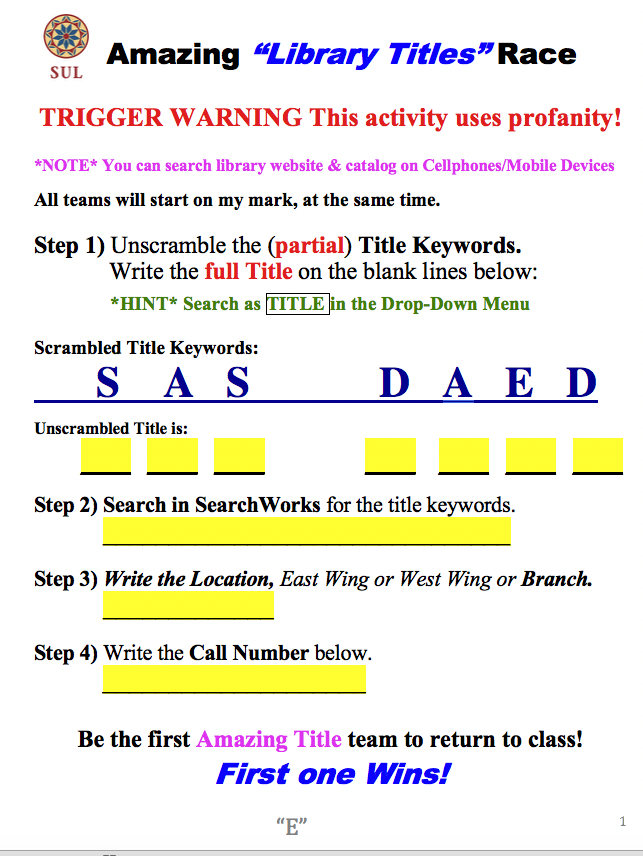 SUL
Amazing “Library Titles” Race
TRIGGER WARNING This activity uses profanity!
*NOTE* You can search library website & catalog on Cellphones/Mobile Devices
All teams will start on my mark, at the same time.
Step 1) Unscramble the (partial) Title Keywords.
Write the full Title on the blank lines below:
*HINT* Search as TITLE in the Drop-Down Menu
Scrambled Title Keywords:
S A S D A E D
Unscrambled Title is:
Step 2) Search in SearchWorks for the title keywords.
Step 3) Write the Location, East Wing or West Wing or Branch.
Step 4) Write the Call Number below.
Be the first Amazing Title team to return to class!
First one Wins!
“E”
1